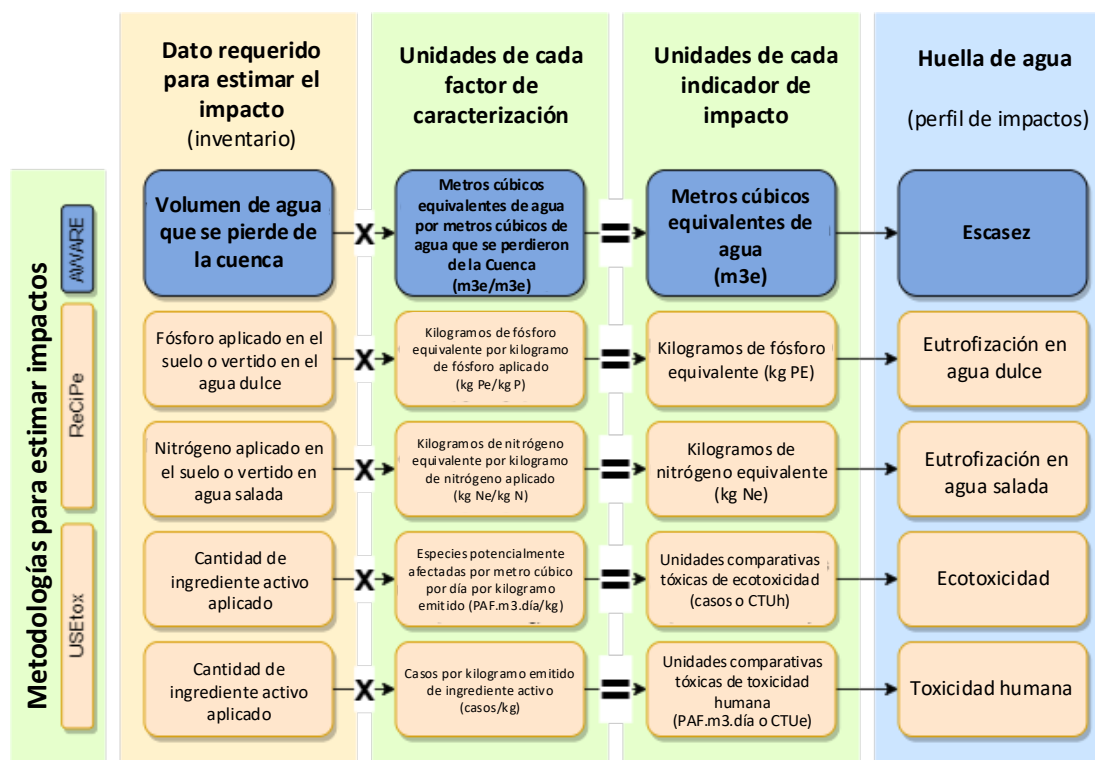 Dato requerido
para estimar el
impacto
(inventario)
Unidades de cada
factor de
caracterización
Unidades de cada
indicador de
impacto
Huella de agua
(perfil de impactos)
Metodologías para estimar impactos
AWARE
Volumen de agua
que se pierde de
la cuenca
X
Metros cúbicos
equivalentes de agua
por metros cúbicos de
agua que se perdieron
de la Cuenca
(m3e/m3e)
=
Metros cúbicos
equivalentes de
agua
(m3e)
Escasez
ReCiPe
Fósforo aplicado en el
suelo o vertido en el
agua dulce
X
Kilogramos de fósforo
equivalente por kilogramo
de fósforo aplicado
(kg Pe/kg P)
=
Kilogramos de fósforo
equivalente (kg PE)
Eutrofización en
agua dulce
Nitrógeno aplicado en
el suelo o vertido en
agua salada
X
Kilogramos de nitrógeno
equivalente por kilogramo
de nitrógeno aplicado
(kg Ne/kg N)
=
Kilogramos de
nitrógeno equivalente
(kg Ne)
Eutrofización en
agua salada
USEtox
Cantidad de
ingrediente activo
aplicado
X
Especies potencialmente
afectadas por metro cúbico
por día por kilogramo
emitido (PAF.m3.día/kg)
=
Unidades comparativas
tóxicas de ecotoxicidad
(casos o CTUh)
Ecotoxicidad
Cantidad de
ingrediente activo
aplicado
X
Casos por kilogramo emitido
de ingrediente activo
(casos/kg)
=
Unidades comparativas
tóxicas de toxicidad
humana
(PAF.m3.día o CTUe)
Toxicidad humana